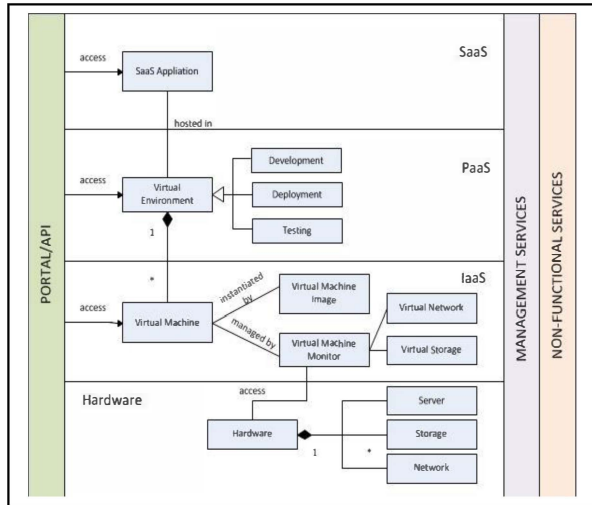 PORTAL/API
SaaS
access
SaaS Appliation
hosted in
PaaS
access
Virtual
Environment
Development
Deployment
Testing
1
*
IaaS
access
Virtual Machine
instantiated
by
managed by
Virtual Machine
Image
Virtual Machine
Monitor
Virtual Network
Virtual Storage
Hardware
access
Hardware
1
*
Server
Storage
Network
MANAGEMENT SERVICES
NON-FUNCTIONAL SERVICES